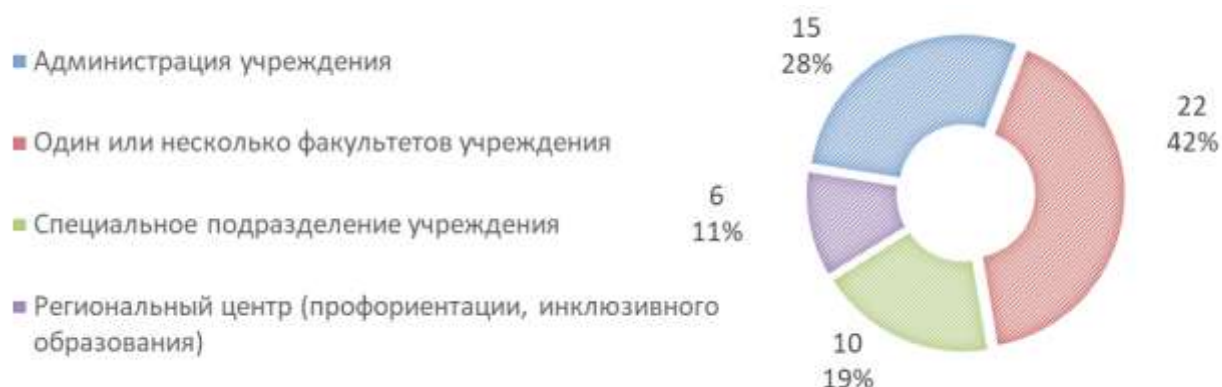 Администрация учреждения
Один или несколько факультетов учреждения
Специальное подразделение учреждения
Региональный центр (профориентации, инклюзивного
образования)
15
28%
22
42%
6
11%
10
19%